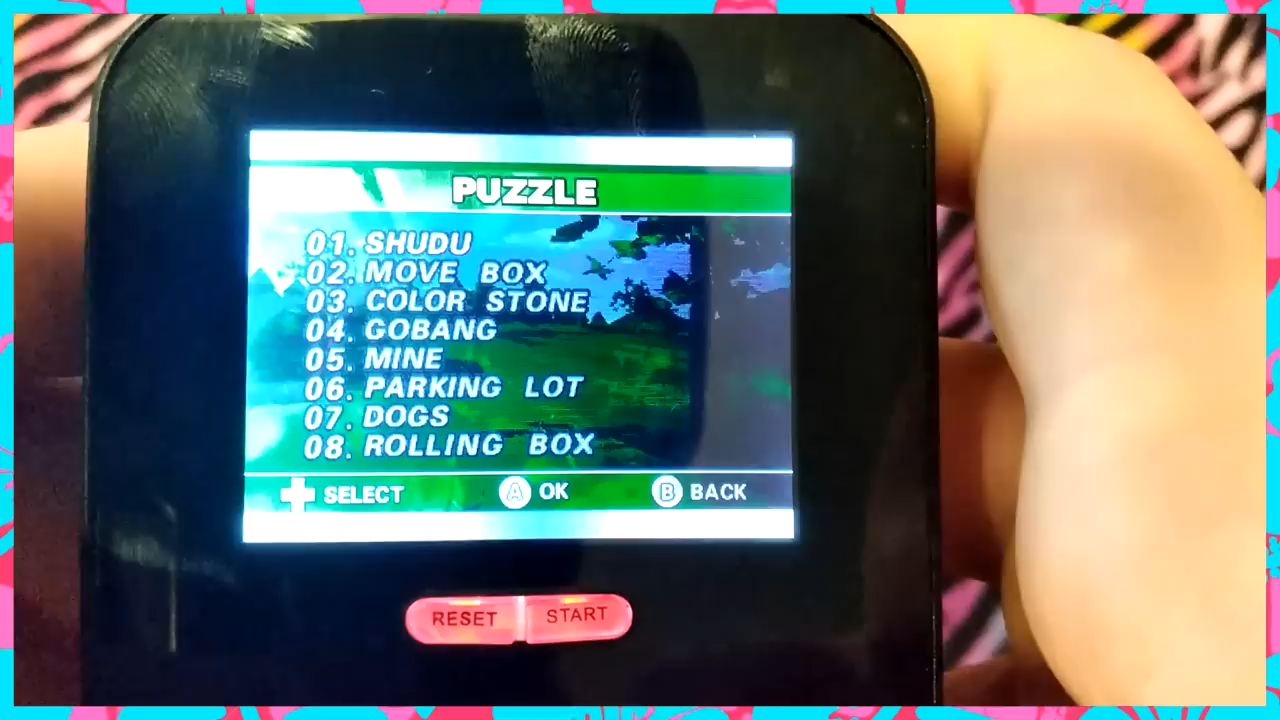 PUZZLE
01. SHUDU
02. MOVE BOX
03. COLOR STONE
04. GOBANG
05. MINE
06. PARKING LOT
07. DOGS
08. ROLLING BOX
SELECT A OK B BACK
RESET START